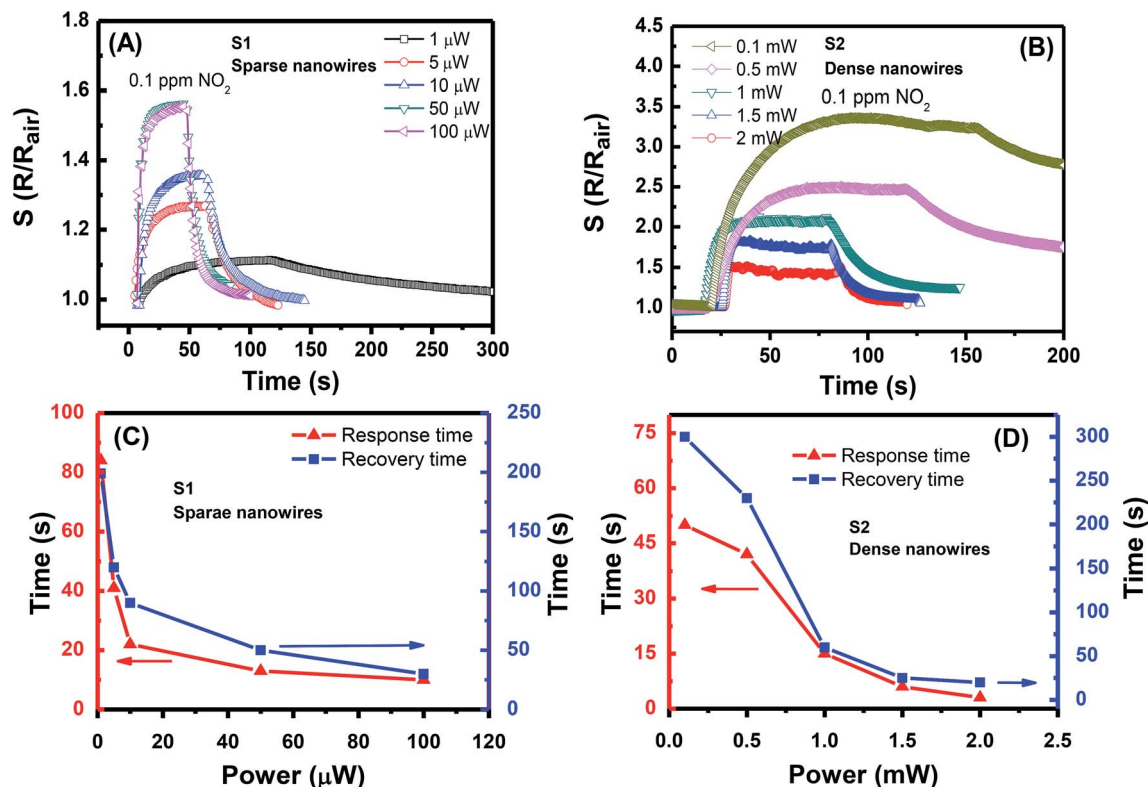 (A)
S1
Sparse nanowires
0.1 ppm NO2
1 μW
5 μW
10 μW
50 μW
100 μW
S (R/Rair)
1.8
1.6
1.4
1.2
1.0
0 50 100 150 200 250 300
Time (s)
(B)
S2
Dense nanowires
0.1 ppm NO2
0.1 mW
0.5 mW
1 mW
1.5 mW
2 mW
S (R/Rair)
4.5
4.0
3.5
3.0
2.5
2.0
1.5
1.0
0 50 100 150 200
Time (s)
(C)
Response time
Recovery time
S1
Sparae nanowires
Time (s)
100
80
60
40
20
0
Time (s)
250
200
150
100
50
0
0 20 40 60 80 100 120
Power (μW)
(D)
Response time
Recovery time
S2
Dense nanowires
Time (s)
75
60
45
30
15
0
Time (s)
300
250
200
150
100
50
0
0.0 0.5 1.0 1.5 2.0 2.5
Power (mW)